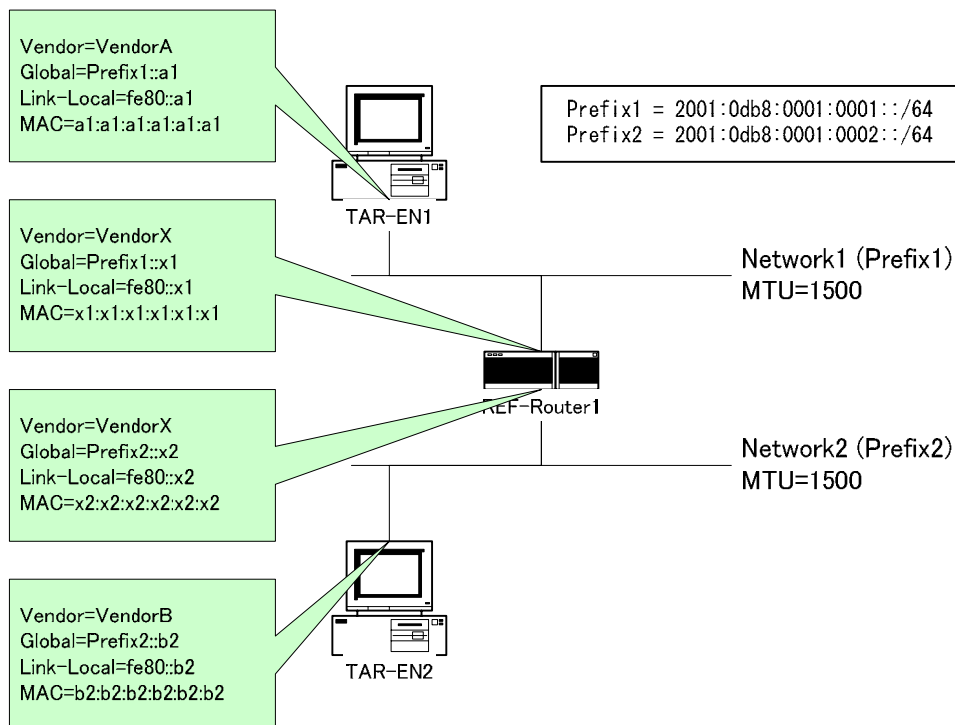 Vendor=VendorA
Global=Prefix1::a1
Link-Local=fe80::a1
MAC=a1:a1:a1:a1:a1:a1
Prefix1 = 2001:0db8:0001:0001::/64
Prefix2 = 2001:0db8:0001:0002::/64
TAR-EN1
Vendor=VendorX
Global=Prefix1::x1
Link-Local=fe80::x1
MAC=x1:x1:x1:x1:x1:x1
Network1 (Prefix1)
MTU=1500
REF-Router1
Vendor=VendorX
Global=Prefix2::x2
Link-Local=fe80::x2
MAC=x2:x2:x2:x2:x2:x2
Network2 (Prefix2)
MTU=1500
Vendor=VendorB
Global=Prefix2::b2
Link-Local=fe80::b2
MAC=b2:b2:b2:b2:b2:b2
TAR-EN2